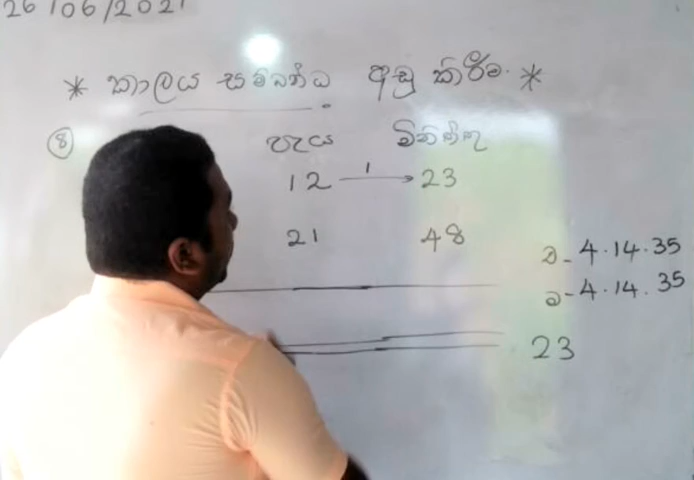 26/06/2021
* කාලය සම්බන්ධ අඩු කිරීම. *
⑧ පැය මිනිත්තු
12 1→ 23
21 48
ච - 4.14.35
ම - 4.14.35
23